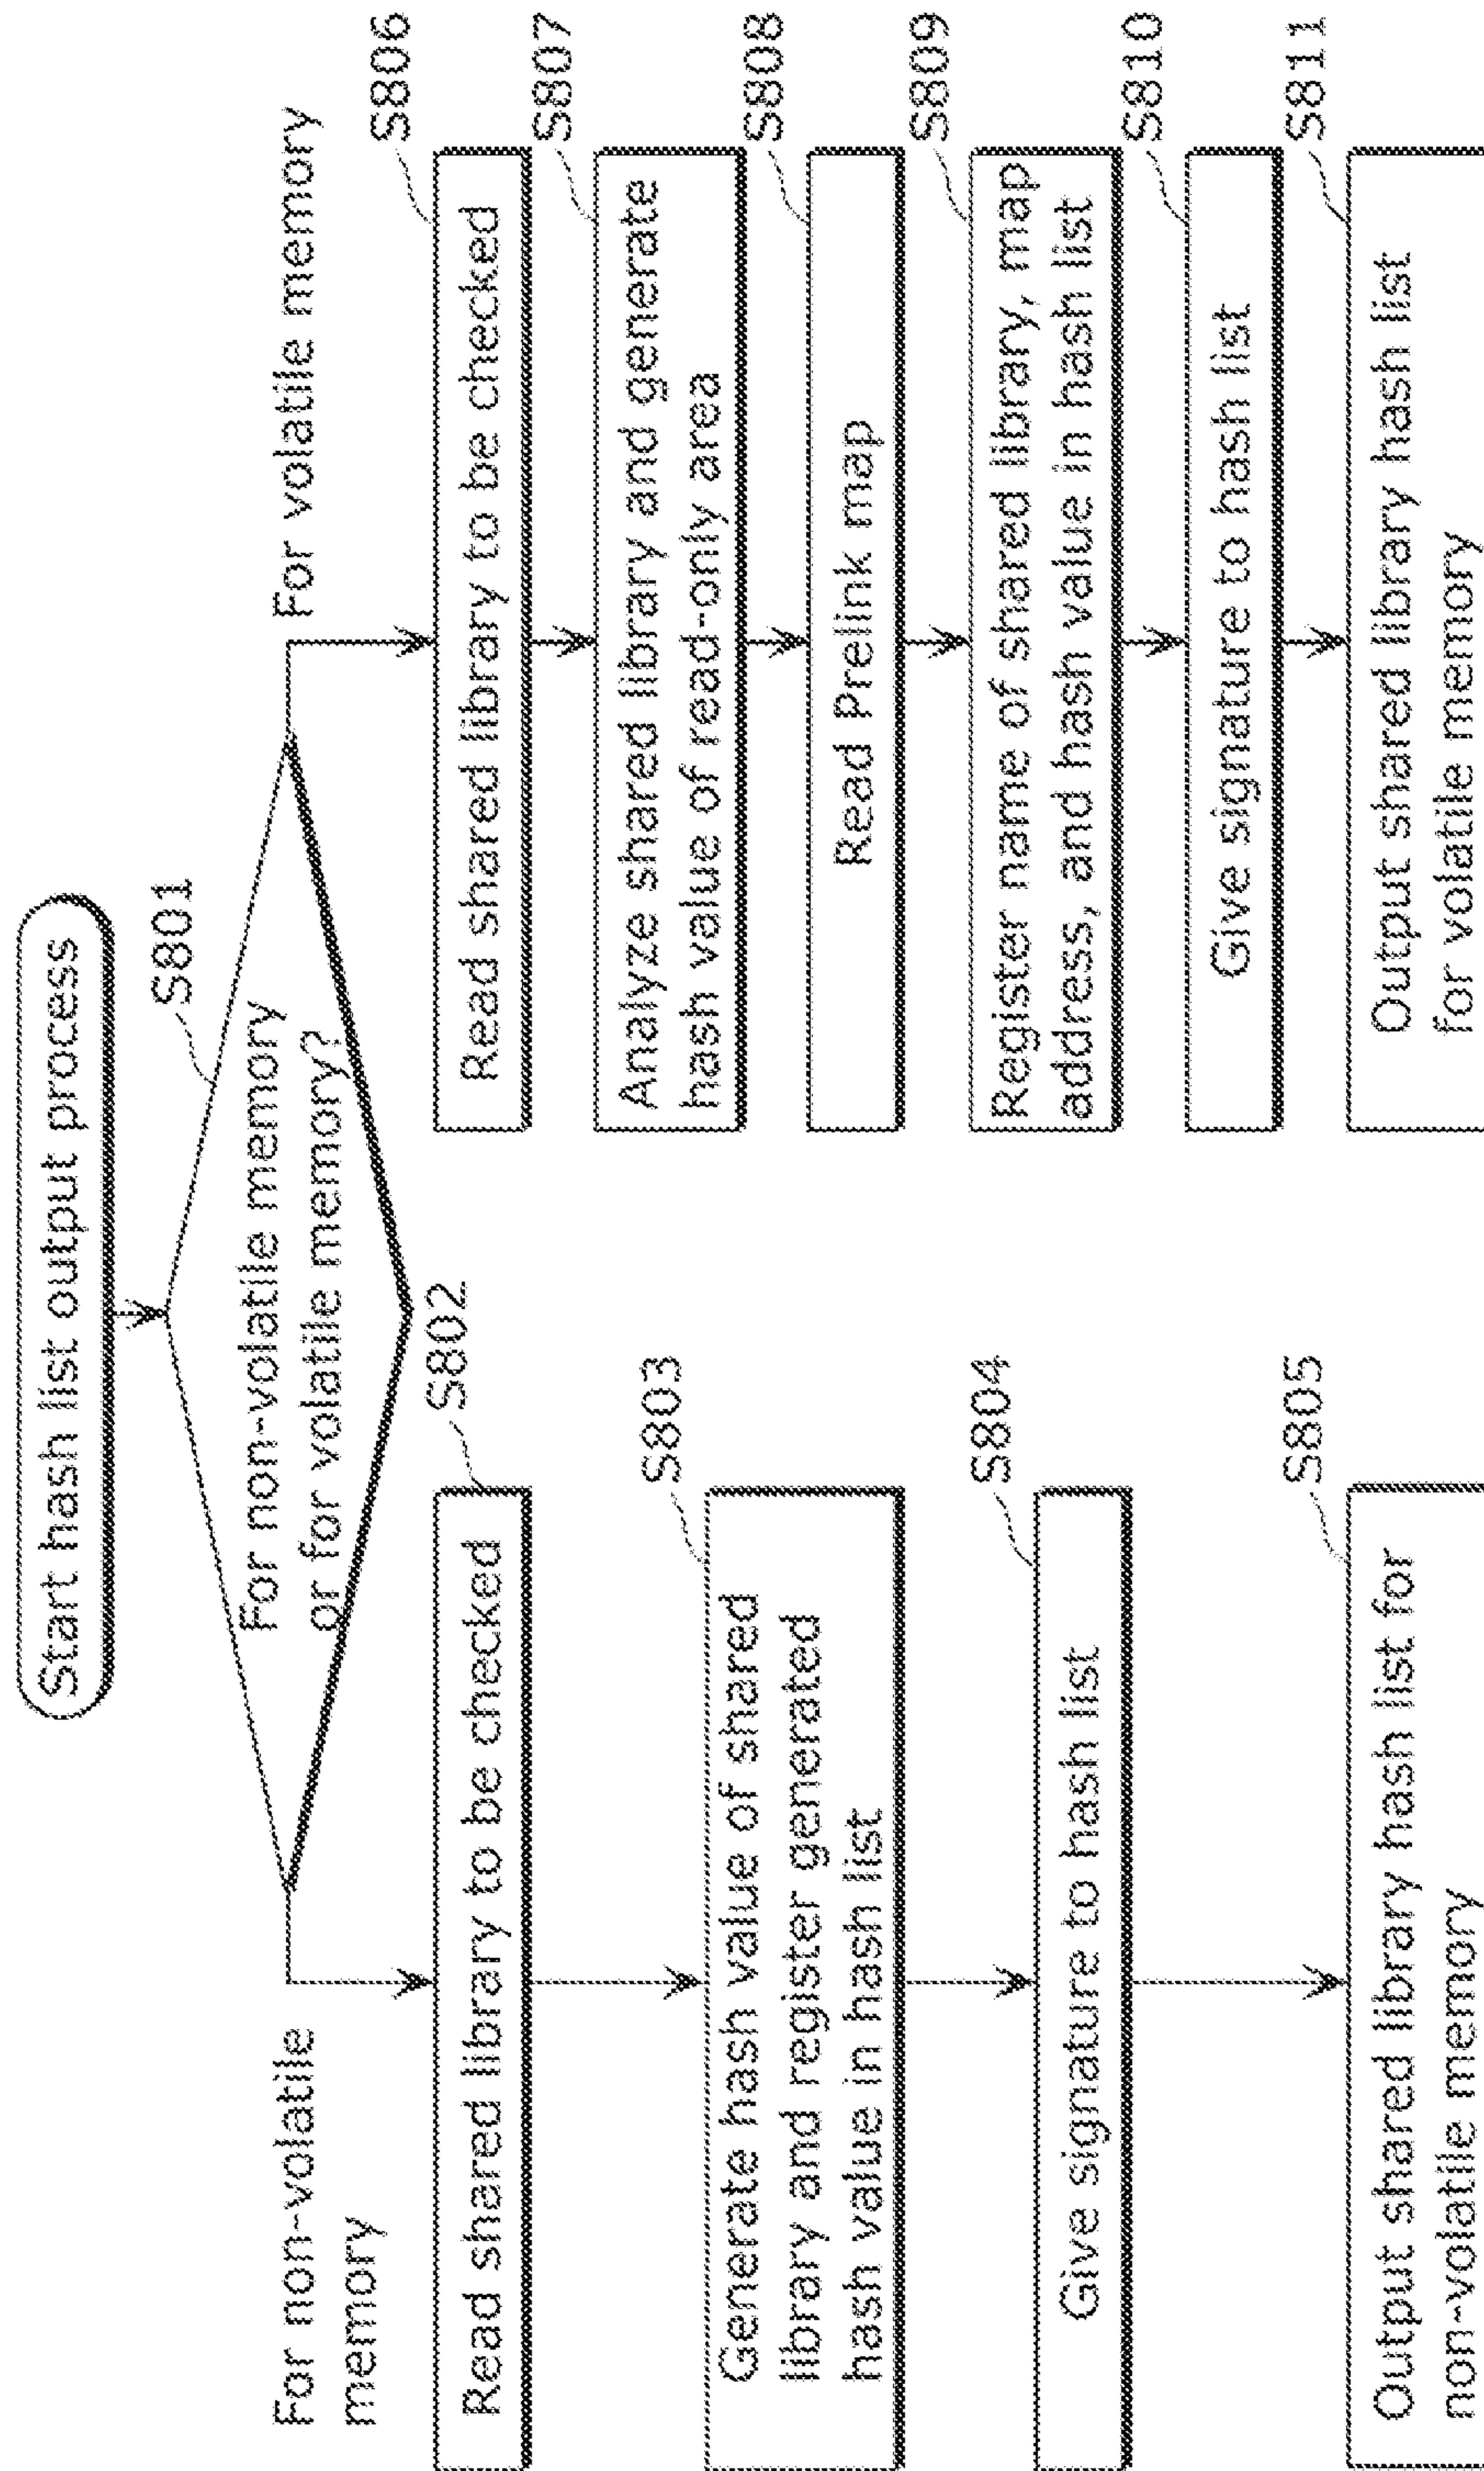 Start hash list output process
S801
For non-volatile memory
or for volatile memory?
For non-volatile
memory
S802
Read shared library to be checked
S803
Generate hash value of shared
library and register generated
hash value in hash list
S804
Give signature to hash list
S805
Output shared library hash list for
non-volatile memory
For volatile memory
S806
Read shared library to be checked
S807
Analyze shared library and generate
hash value of read-only area
S808
Read Prelink map
S809
Register name of shared library, map
address, and hash value in hash list
S810
Give signature to hash list
S811
Output shared library hash list
for volatile memory